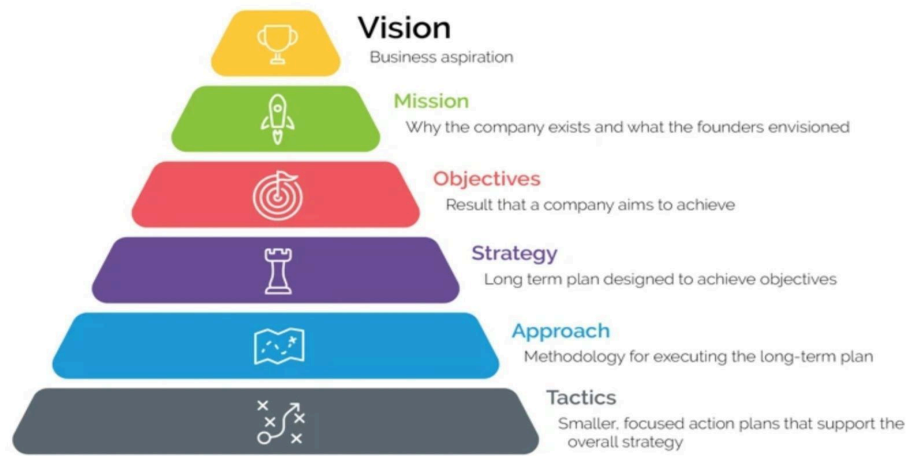 Vision
Business aspiration
Mission
Why the company exists and what the founders envisioned
Objectives
Result that a company aims to achieve
Strategy
Long term plan designed to achieve objectives
Approach
Methodology for executing the long-term plan
Tactics
Smaller, focused action plans that support the
overall strategy